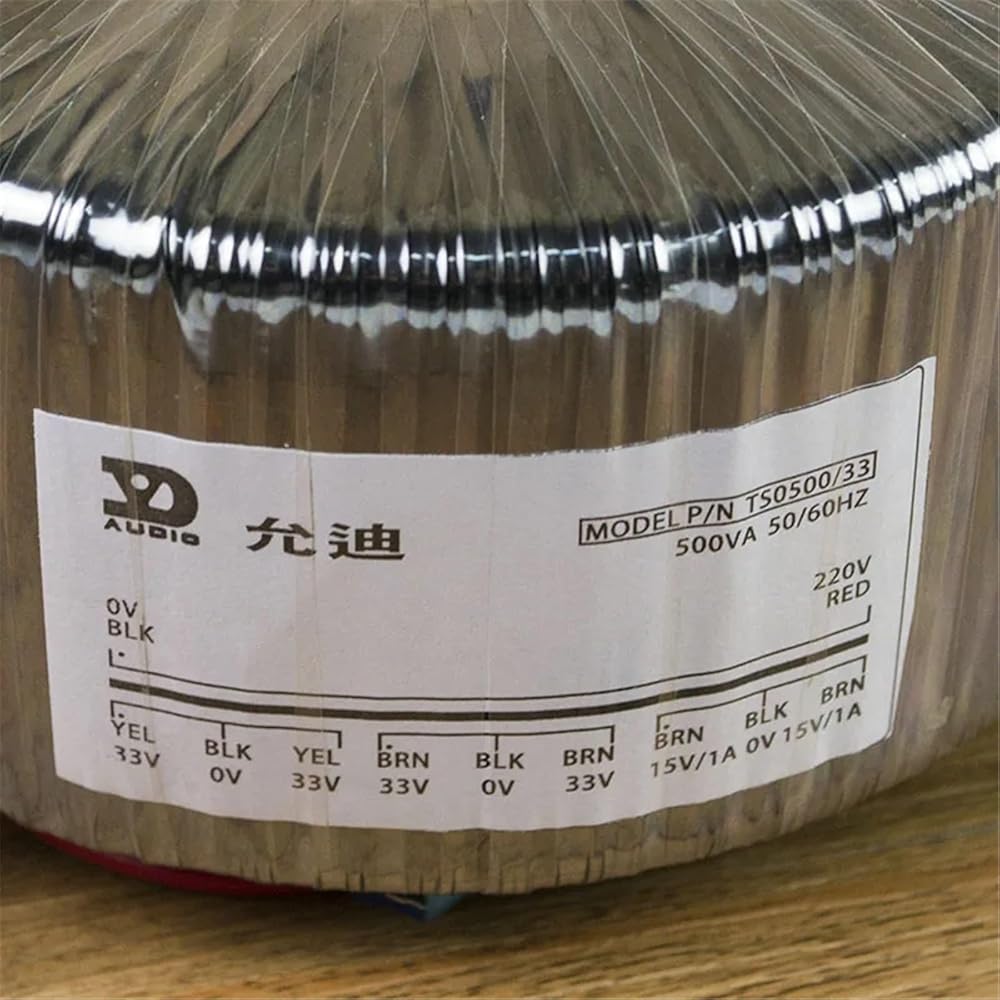 YD
AUDIO 允迪
MODEL P/N TS0500/33
500VA 50/60HZ
0V
BLK
220V
RED
YEL BLK YEL BRN BLK BRN BRN BLK BRN
33V 0V 33V 33V 0V 33V 15V/1A 0V 15V/1A